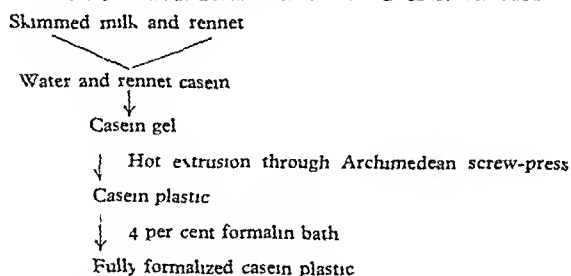 Skimmed milk and rennet
Water and rennet casein
Casein gel
Hot extrusion through Archimedean screw-press
Casein plastic
4 per cent formalin bath
Fully formalized casein plastic